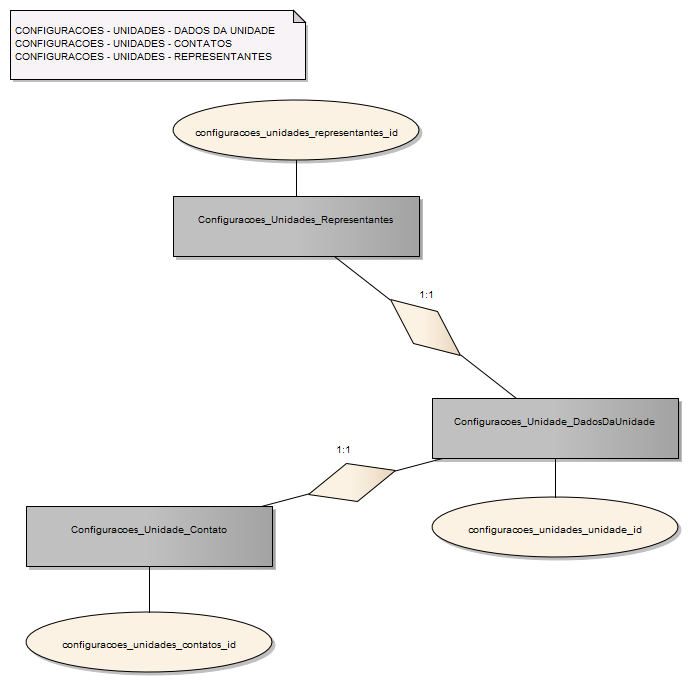 CONFIGURACOES - UNIDADES - DADOS DA UNIDADE
CONFIGURACOES - UNIDADES - CONTATOS
CONFIGURACOES - UNIDADES - REPRESENTANTES
configuracoes_unidades_representantes_id
Configuracoes_Unidades_Representantes
1:1
Configuracoes_Unidade_DadosDaUnidade
1:1
Configuracoes_Unidade_Contato
configuracoes_unidades_unidade_id
configuracoes_unidades_contatos_id